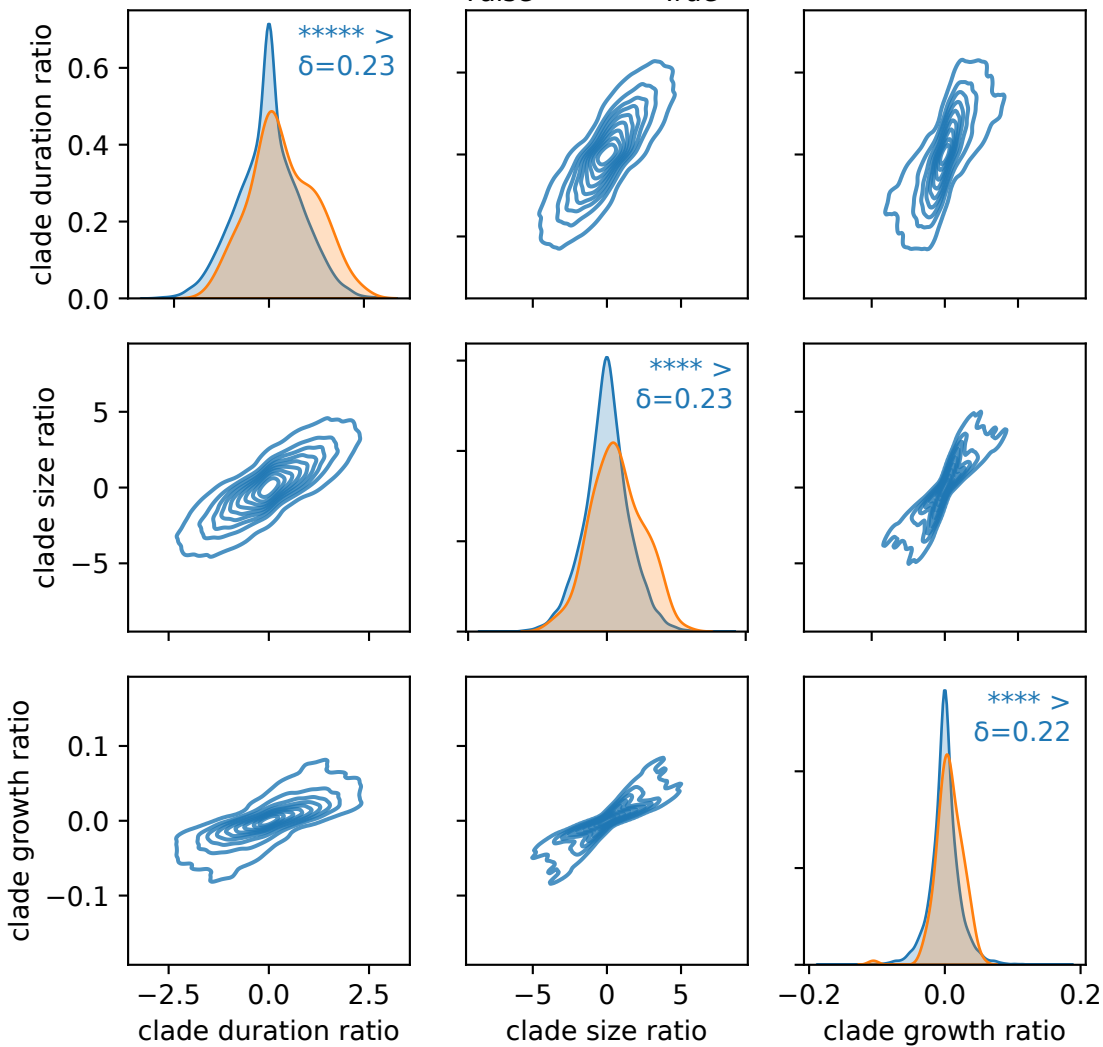 clade duration ratio
0.6
0.4
0.2
0.0
***** >
δ=0.23
clade size ratio
5
0
−5
**** >
δ=0.23
clade growth ratio
0.1
0.0
−0.1
**** >
δ=0.22
−2.5 0.0 2.5
clade duration ratio
−5 0 5
clade size ratio
−0.2 0.0 0.2
clade growth ratio